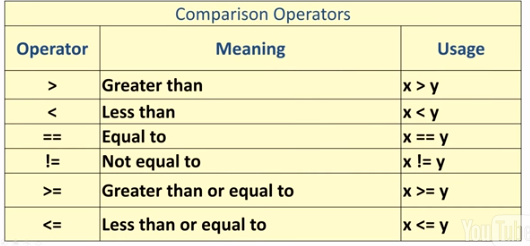 Comparison Operators
Operator Meaning Usage
> Greater than x > y
< Less than x < y
== Equal to x == y
!= Not equal to x != y
>= Greater than or equal to x >= y
<= Less than or equal to x <= y
YouTube